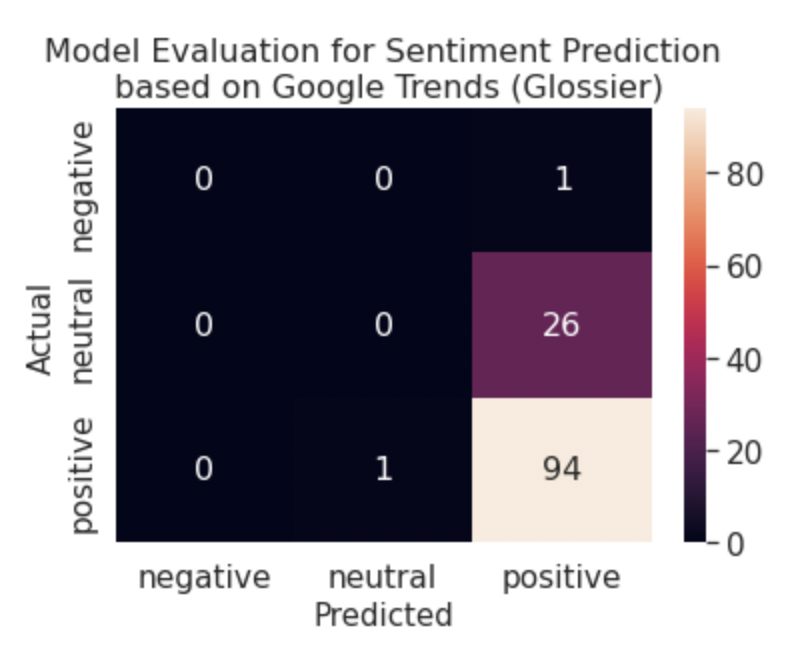 Model Evaluation for Sentiment Prediction
based on Google Trends (Glossier)
Actual
negative
neutral
positive
0 0 1
0 0 26
0 1 94
negative neutral positive
Predicted
80
60
40
20
0